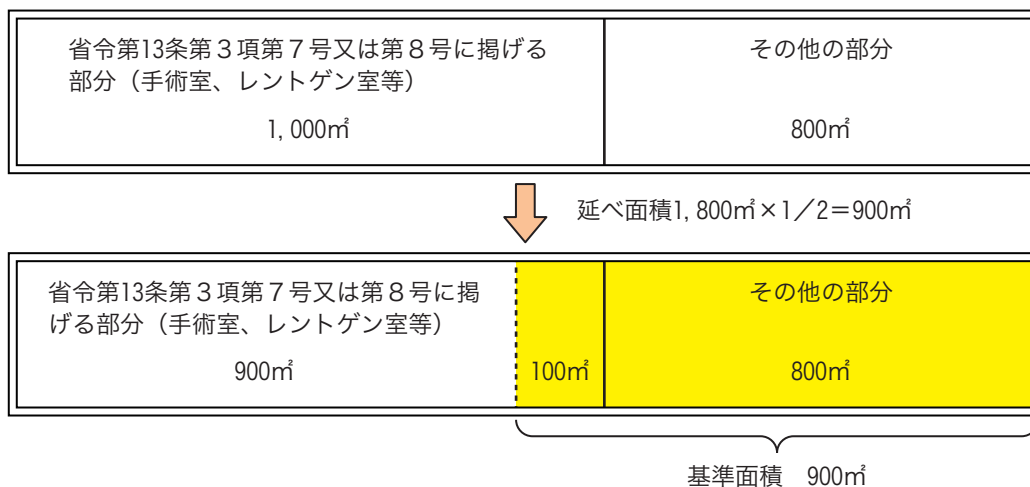 省令第13条第３項第７号又は第８号に掲げる
部分（手術室、レントゲン室等）
1,000㎡
その他の部分
800㎡
延べ面積1,800㎡×1／2＝900㎡
省令第13条第３項第７号又は第８号に掲
げる部分（手術室、レントゲン室等）
900㎡
100㎡
その他の部分
800㎡
基準面積　900㎡